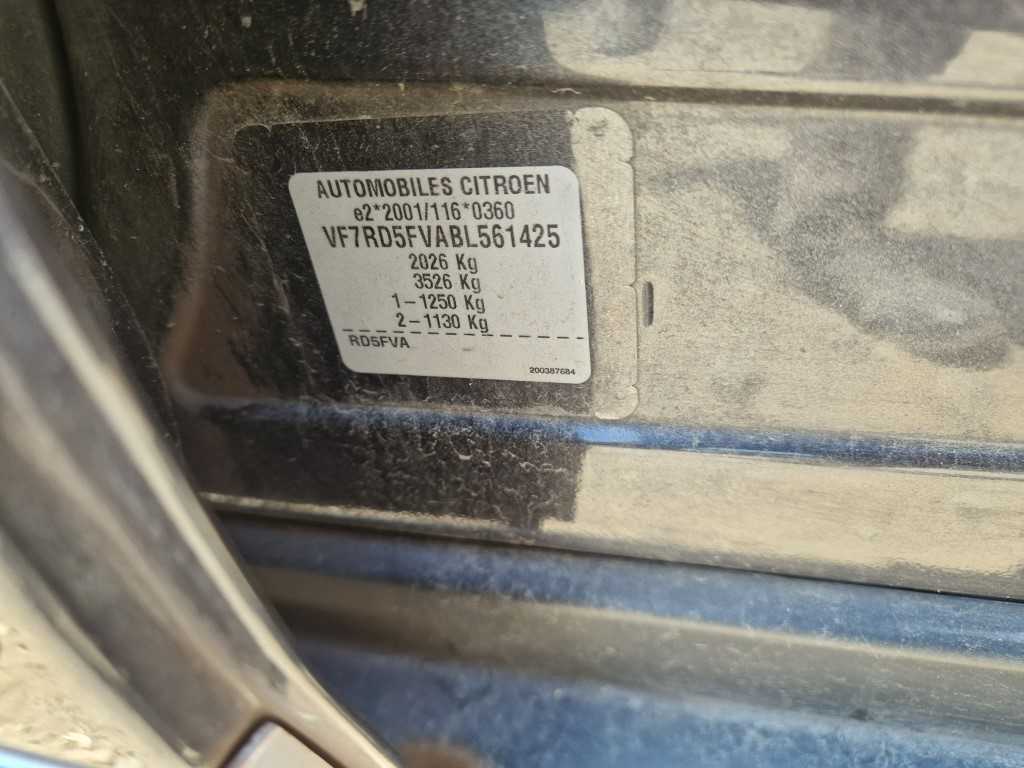 AUTOMOBILES CITROEN
e2*2001/116*0360
VF7RD5FVABL561425
2026 Kg
3526 Kg
1-1250 Kg
2-1130 Kg
RD5FVA
200387684